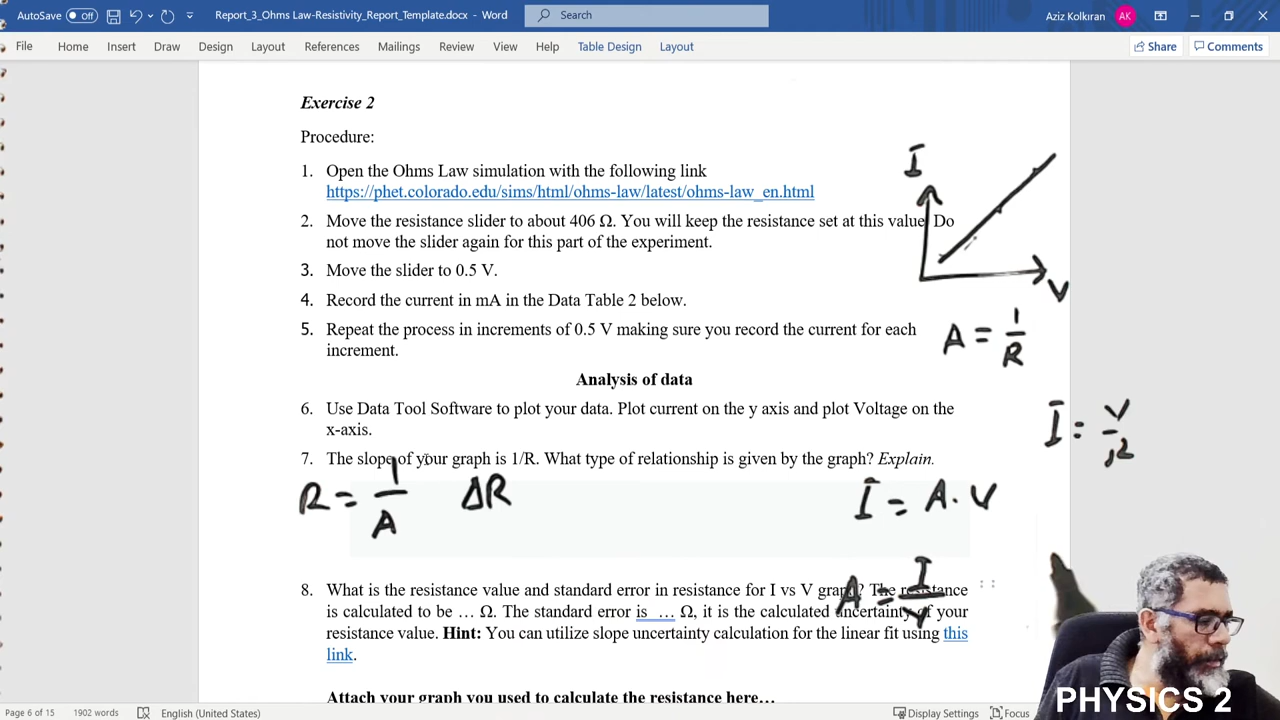 AutoSave Off Report_3_Ohms Law-Resistivity_Report_Template.docx - Word Search Aziz Kolkıran AK
File Home Insert Draw Design Layout References Mailings Review View Help Table Design Layout Share Comments
Exercise 2
Procedure:
1. Open the Ohms Law simulation with the following link
https://phet.colorado.edu/sims/html/ohms-law/latest/ohms-law_en.html
2. Move the resistance slider to about 406 Ω. You will keep the resistance set at this value. Do
not move the slider again for this part of the experiment.
3. Move the slider to 0.5 V.
4. Record the current in mA in the Data Table 2 below.
5. Repeat the process in increments of 0.5 V making sure you record the current for each
increment.
I
V
A = 1/R
Analysis of data
6. Use Data Tool Software to plot your data. Plot current on the y axis and plot Voltage on the
x-axis.
I = V/R
7. The slope of your graph is 1/R. What type of relationship is given by the graph? Explain.
R = 1/A ΔR I = A. V
A = I/V
8. What is the resistance value and standard error in resistance for I vs V graph? The resistance
is calculated to be … Ω. The standard error is … Ω, it is the calculated uncertainty of your
resistance value. Hint: You can utilize slope uncertainty calculation for the linear fit using this
link.
Attach your graph you used to calculate the resistance here…
PHYSICS 2
Page 6 of 15 1902 words English (United States) Display Settings Focus